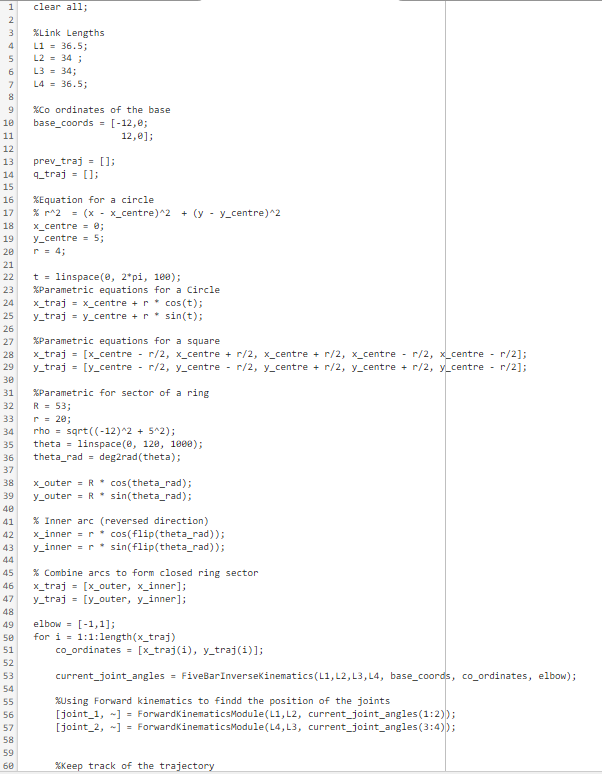 1 clear all;
2
3 %Link Lengths
4 L1 = 36.5;
5 L2 = 34 ;
6 L3 = 34;
7 L4 = 36.5;
8
9 %Co ordinates of the base
10 base_coords = [-12,0;
11 12,0];
12
13 prev_traj = [];
14 q_traj = [];
15
16 %Equation for a circle
17 % r^2 = (x - x_centre)^2 + (y - y_centre)^2
18 x_centre = 0;
19 y_centre = 5;
20 r = 4;
21
22 t = linspace(0, 2*pi, 100);
23 %Parametric equations for a Circle
24 x_traj = x_centre + r * cos(t);
25 y_traj = y_centre + r * sin(t);
26
27 %Parametric equations for a square
28 x_traj = [x_centre - r/2, x_centre + r/2, x_centre + r/2, x_centre - r/2, x_centre - r/2];
29 y_traj = [y_centre - r/2, y_centre - r/2, y_centre + r/2, y_centre + r/2, y_centre - r/2];
30
31 %Parametric for sector of a ring
32 R = 53;
33 r = 20;
34 rho = sqrt((-12)^2 + 5^2);
35 theta = linspace(0, 120, 1000);
36 theta_rad = deg2rad(theta);
37
38 x_outer = R * cos(theta_rad);
39 y_outer = R * sin(theta_rad);
40
41 % Inner arc (reversed direction)
42 x_inner = r * cos(flip(theta_rad));
43 y_inner = r * sin(flip(theta_rad));
44
45 % Combine arcs to form closed ring sector
46 x_traj = [x_outer, x_inner];
47 y_traj = [y_outer, y_inner];
48
49 elbow = [-1,1];
50 for i = 1:1:length(x_traj)
51 co_ordinates = [x_traj(i), y_traj(i)];
52
53 current_joint_angles = FiveBarInverseKinematics(L1,L2,L3,L4, base_coords, co_ordinates, elbow);
54
55 %Using Forward kinematics to findd the position of the joints
56 [joint_1, ~] = ForwardKinematicsModule(L1,L2, current_joint_angles(1:2));
57 [joint_2, ~] = ForwardKinematicsModule(L4,L3, current_joint_angles(3:4));
58
59
60 %Keep track of the trajectory